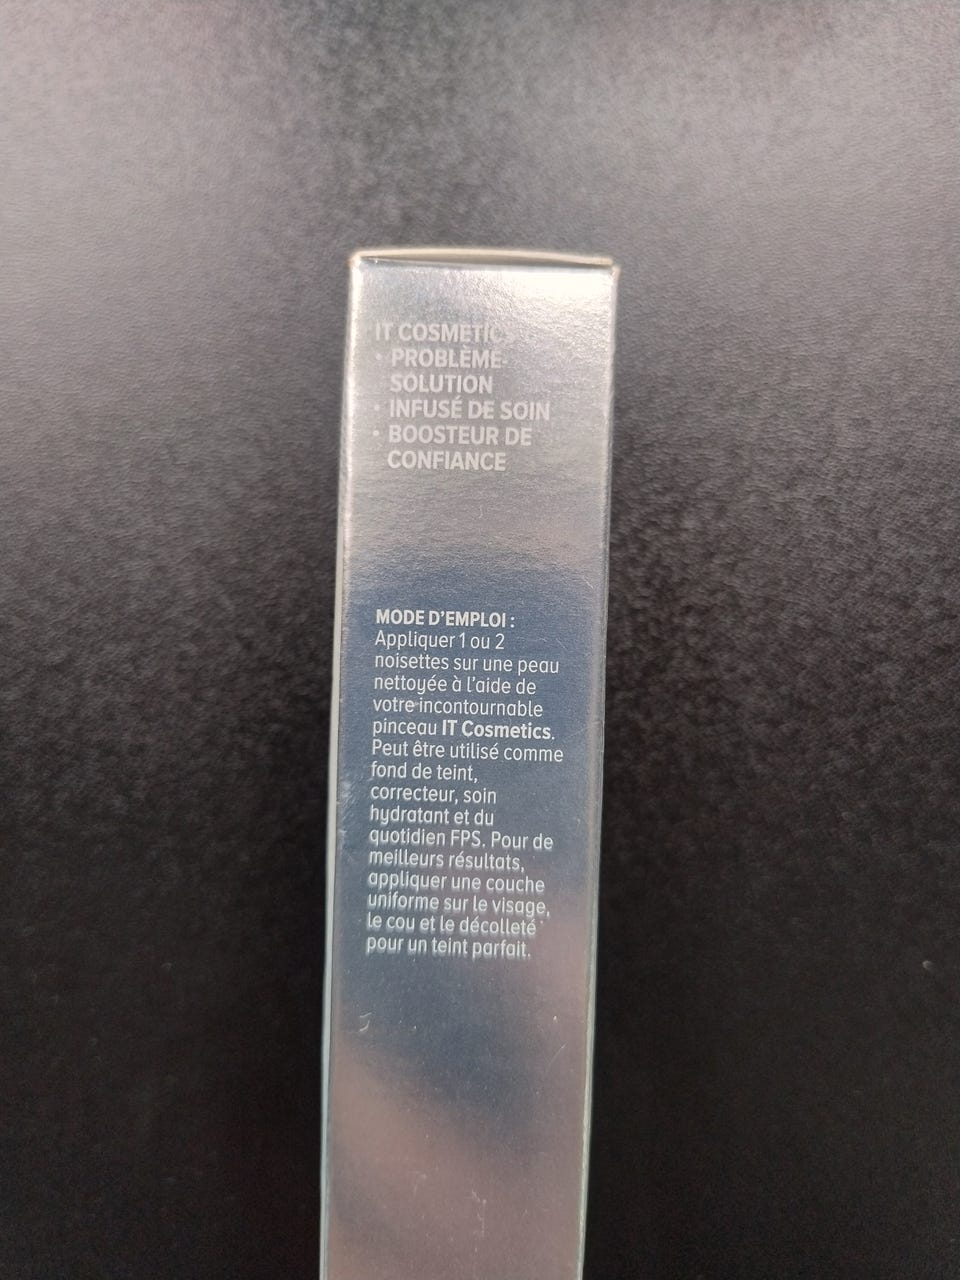 IT COSMETICS
• PROBLÈME-
SOLUTION
• INFUSÉ DE SOIN
• BOOSTEUR DE
CONFIANCE
MODE D'EMPLOI :
Appliquer 1 ou 2
noisettes sur une peau
nettoyée à l'aide de
votre incontournable
pinceau IT Cosmetics.
Peut être utilisé comme
fond de teint,
correcteur, soin
hydratant et du
quotidien FPS. Pour de
meilleurs résultats,
appliquer une couche
uniforme sur le visage,
le cou et le décolleté
pour un teint parfait.